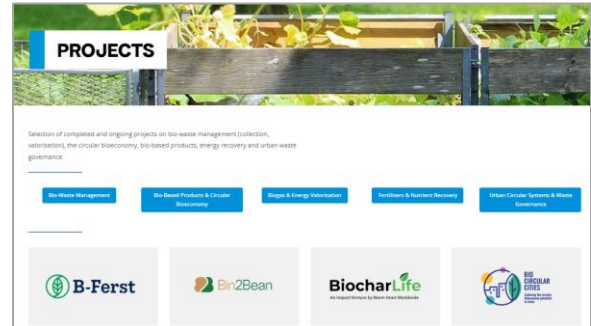 PROJECTS
Selection of completed and ongoing projects on bio-waste management (collection,
valorisation), the circular bioeconomy, bio-based products, energy recovery and urban waste
governance.
Bio-Waste Management
Bio-Based Products & Circular
Bioeconomy
Biogas & Energy Valorisation
Fertilisers & Nutrient Recovery
Urban Circular Systems & Waste
Governance
B-Ferst
Bin2Bean
BiocharLife
An Impact Venture by Warm Heart Worldwide
BIO
CIRCULAR
CITIES